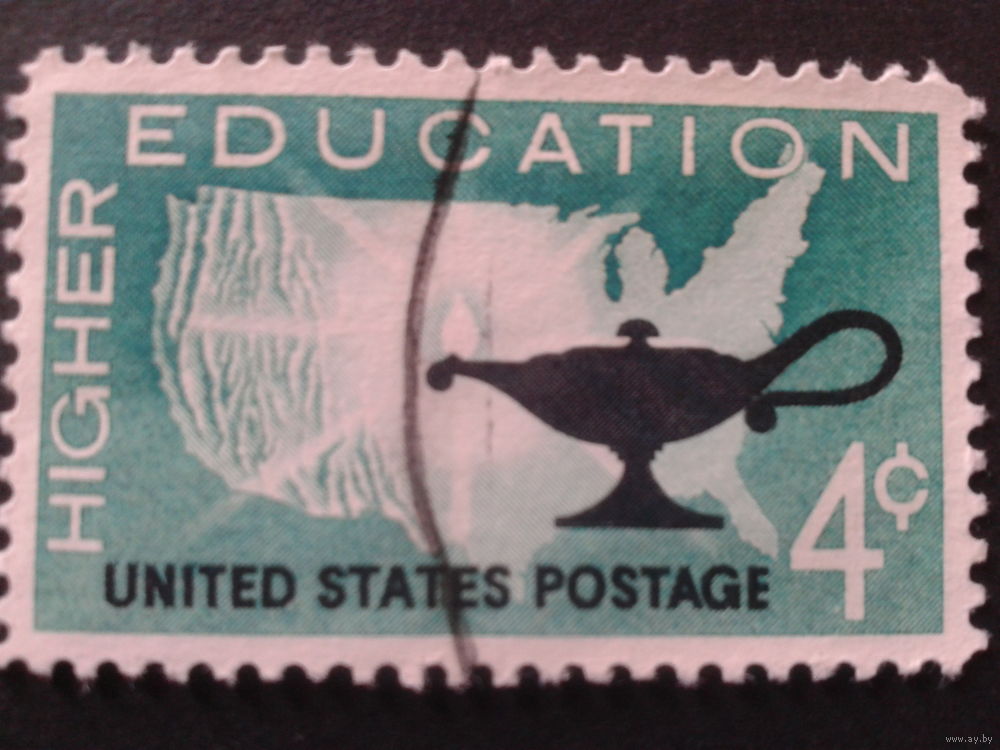 HIGHER
EDUCATION
4¢
UNITED STATES POSTAGE
www.ay.by